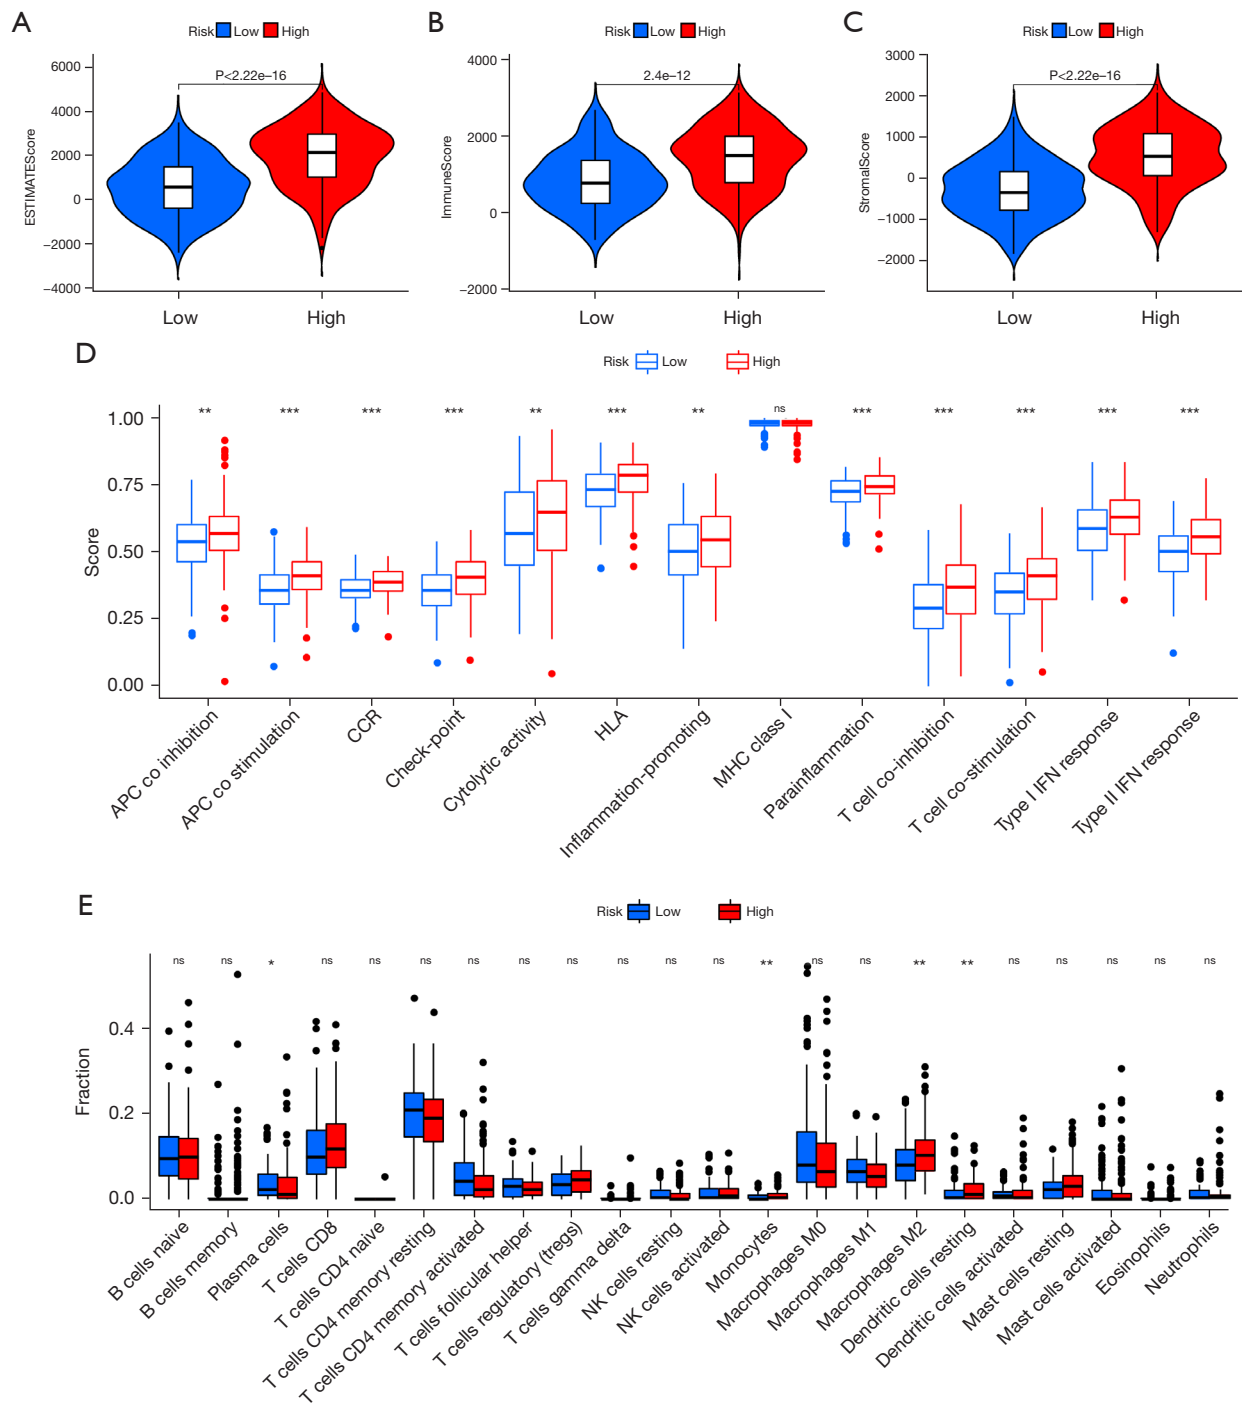 A
Risk Low High
ESTIMATEScore
6000
4000
2000
0
−2000
−4000
P<2.22e−16
Low High
B
Risk Low High
ImmuneScore
4000
2000
0
−2000
2.4e−12
Low High
C
Risk Low High
StromalScore
3000
2000
1000
0
−1000
−2000
P<2.22e−16
Low High
D
Risk Low High
Score
1.00
0.75
0.50
0.25
0.00
** *** *** *** ** *** ** ns *** *** *** *** ***
APC co inhibition
APC co stimulation
CCR
Check-point
Cytolytic activity
HLA
Inflammation-promoting
MHC class I
Parainflammation
T cell co-inhibition
T cell co-stimulation
Type I IFN response
Type II IFN response
E
Risk Low High
Fraction
0.4
0.2
0.0
ns ns * ns ns ns ns ns ns ns ns ns ** ns ns ** ** ns ns ns ns ns
B cells naive
B cells memory
Plasma cells
T cells CD8
T cells CD4 naive
T cells CD4 memory resting
T cells CD4 memory activated
T cells follicular helper
T cells regulatory (tregs)
T cells gamma delta
NK cells resting
NK cells activated
Monocytes
Macrophages M0
Macrophages M1
Macrophages M2
Dendritic cells resting
Dendritic cells activated
Mast cells resting
Mast cells activated
Eosinophils
Neutrophils